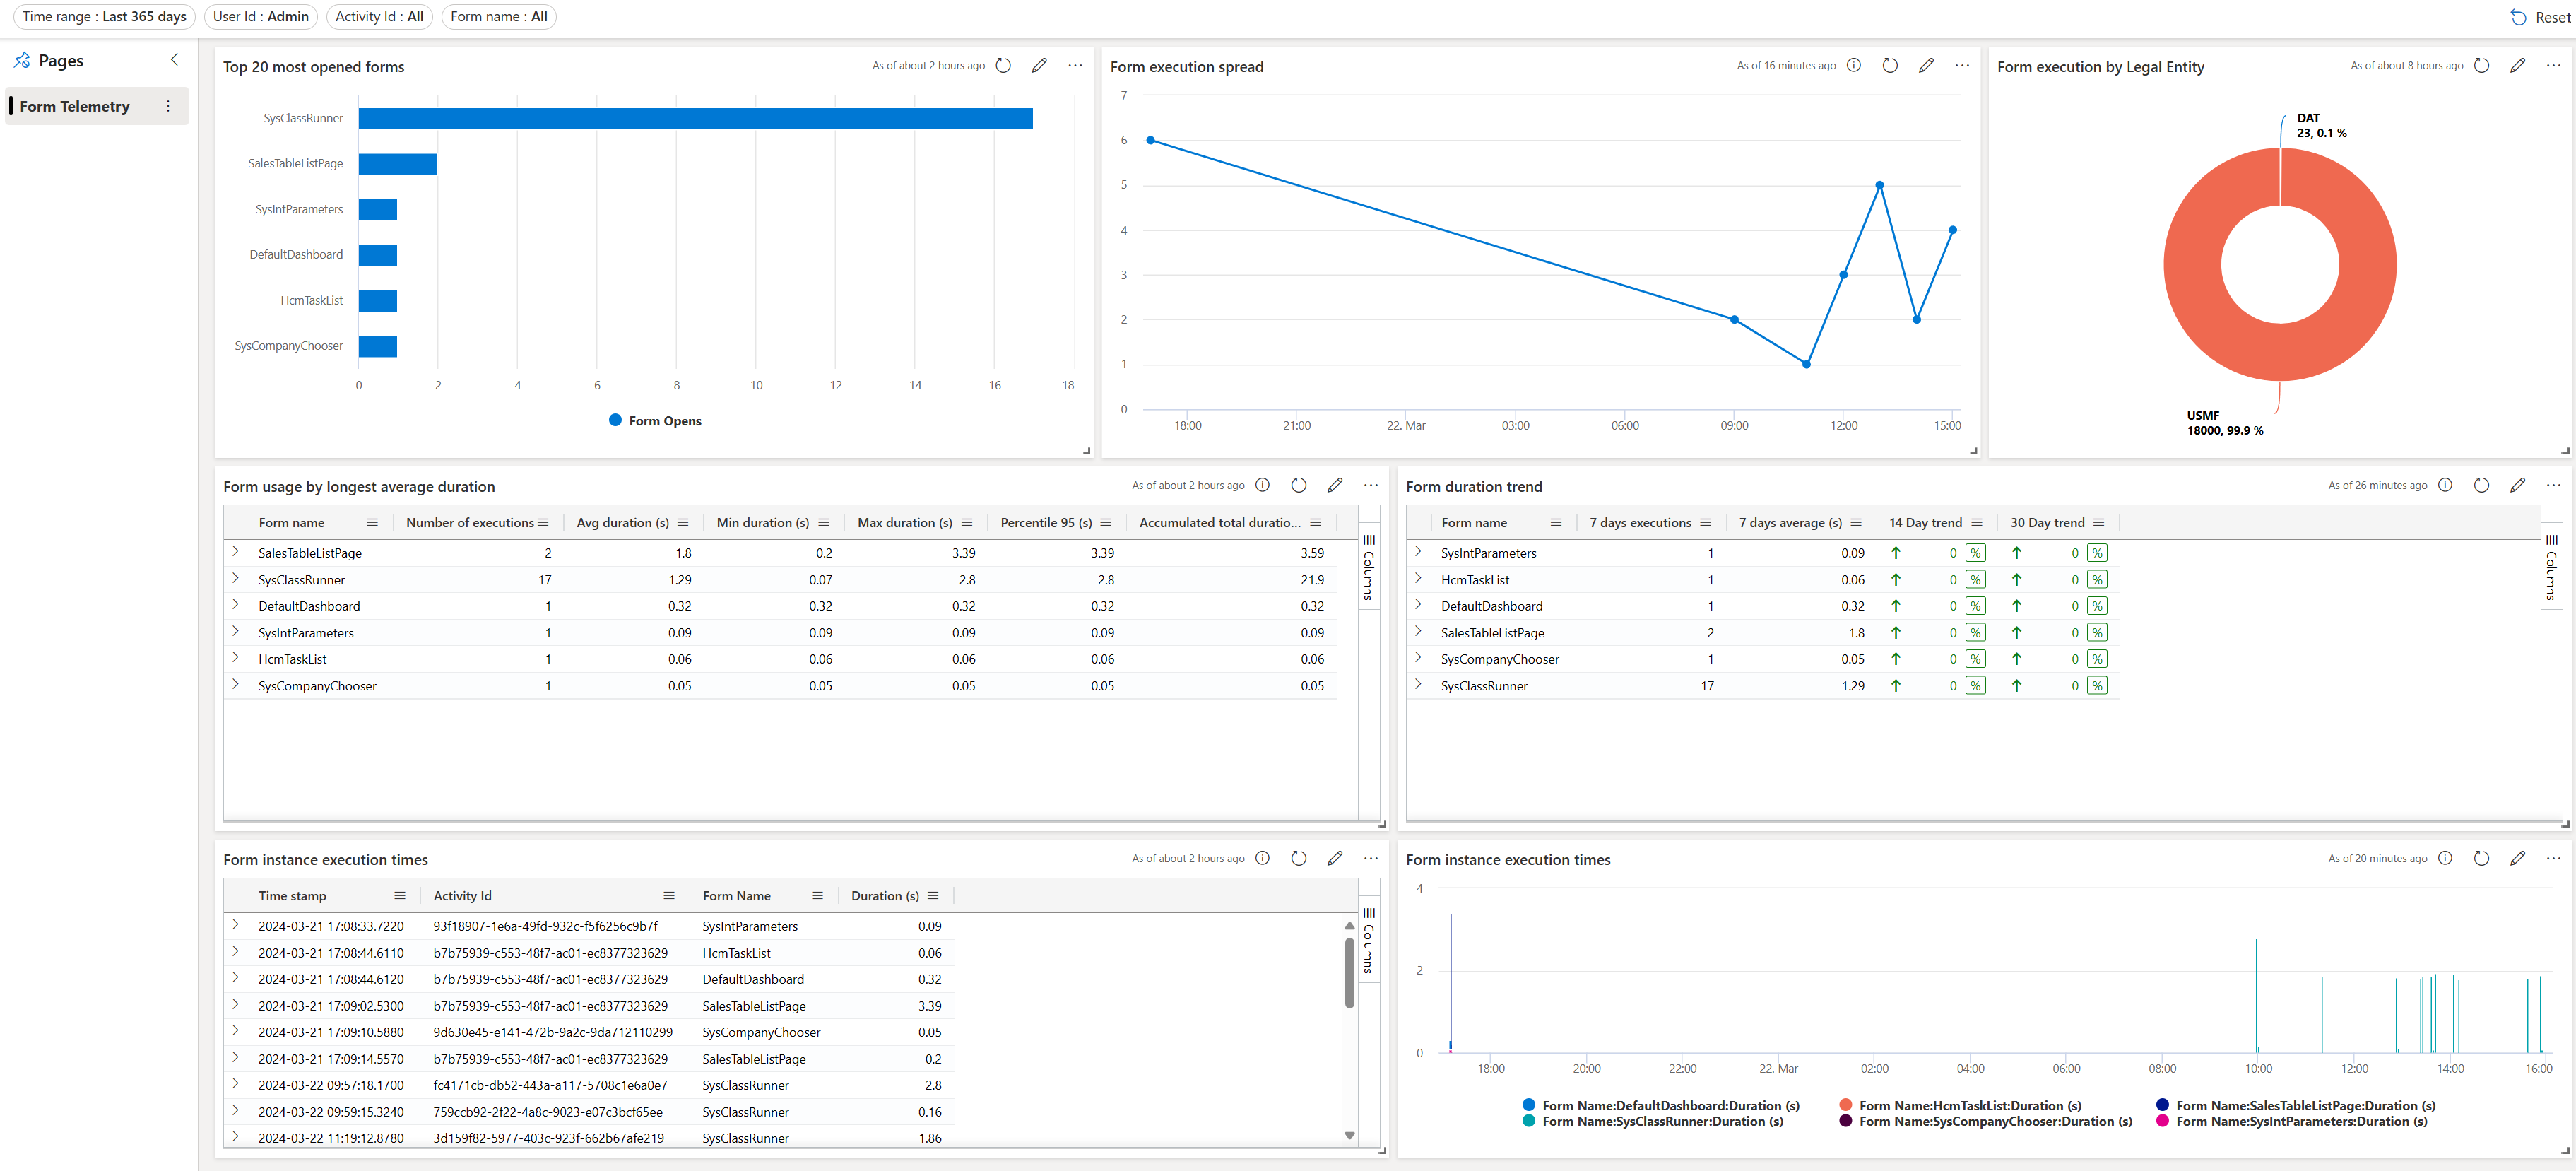 Time range : Last 365 days
User Id : Admin
Activity Id : All
Form name : All
Reset
Pages
Form Telemetry
Top 20 most opened forms
As of about 2 hours ago
SysClassRunner
SalesTableListPage
SysIntParameters
DefaultDashboard
HcmTaskList
SysCompanyChooser
0 2 4 6 8 10 12 14 16 18
Form Opens
Form execution spread
As of 16 minutes ago
7
6
5
4
3
2
1
0
18:00 21:00 22. Mar 03:00 06:00 09:00 12:00 15:00
Form execution by Legal Entity
As of about 8 hours ago
DAT
23, 0.1 %
USMF
18000, 99.9 %
Form usage by longest average duration
As of about 2 hours ago
Form name Number of executions Avg duration (s) Min duration (s) Max duration (s) Percentile 95 (s) Accumulated total duratio...
SalesTableListPage 2 1.8 0.2 3.39 3.39 3.59
SysClassRunner 17 1.29 0.07 2.8 2.8 21.9
DefaultDashboard 1 0.32 0.32 0.32 0.32 0.32
SysIntParameters 1 0.09 0.09 0.09 0.09 0.09
HcmTaskList 1 0.06 0.06 0.06 0.06 0.06
SysCompanyChooser 1 0.05 0.05 0.05 0.05 0.05
Columns
Form duration trend
As of 26 minutes ago
Form name 7 days executions 7 days average (s) 14 Day trend 30 Day trend
SysIntParameters 1 0.09 0 % 0 %
HcmTaskList 1 0.06 0 % 0 %
DefaultDashboard 1 0.32 0 % 0 %
SalesTableListPage 2 1.8 0 % 0 %
SysCompanyChooser 1 0.05 0 % 0 %
SysClassRunner 17 1.29 0 % 0 %
Columns
Form instance execution times
As of about 2 hours ago
Time stamp Activity Id Form Name Duration (s)
2024-03-21 17:08:33.7220 93f18907-1e6a-49fd-932c-f5f6256c9b7f SysIntParameters 0.09
2024-03-21 17:08:44.6110 b7b75939-c553-48f7-ac01-ec8377323629 HcmTaskList 0.06
2024-03-21 17:08:44.6120 b7b75939-c553-48f7-ac01-ec8377323629 DefaultDashboard 0.32
2024-03-21 17:09:02.5300 b7b75939-c553-48f7-ac01-ec8377323629 SalesTableListPage 3.39
2024-03-21 17:09:10.5880 9d630e45-e141-472b-9a2c-9da712110299 SysCompanyChooser 0.05
2024-03-21 17:09:14.5570 b7b75939-c553-48f7-ac01-ec8377323629 SalesTableListPage 0.2
2024-03-22 09:57:18.1700 fc4171cb-db52-443a-a117-5708c1e6a0e7 SysClassRunner 2.8
2024-03-22 09:59:15.3240 759ccb92-2f22-4a8c-9023-e07c3bcf65ee SysClassRunner 0.16
2024-03-22 11:19:12.8780 3d159f82-5977-403c-923f-662b67afe219 SysClassRunner 1.86
Columns
Form instance execution times
As of 20 minutes ago
4
2
0
18:00 20:00 22:00 22. Mar 02:00 04:00 06:00 08:00 10:00 12:00 14:00 16:00
Form Name:DefaultDashboard:Duration (s) Form Name:HcmTaskList:Duration (s) Form Name:SalesTableListPage:Duration (s)
Form Name:SysClassRunner:Duration (s) Form Name:SysCompanyChooser:Duration (s) Form Name:SysIntParameters:Duration (s)